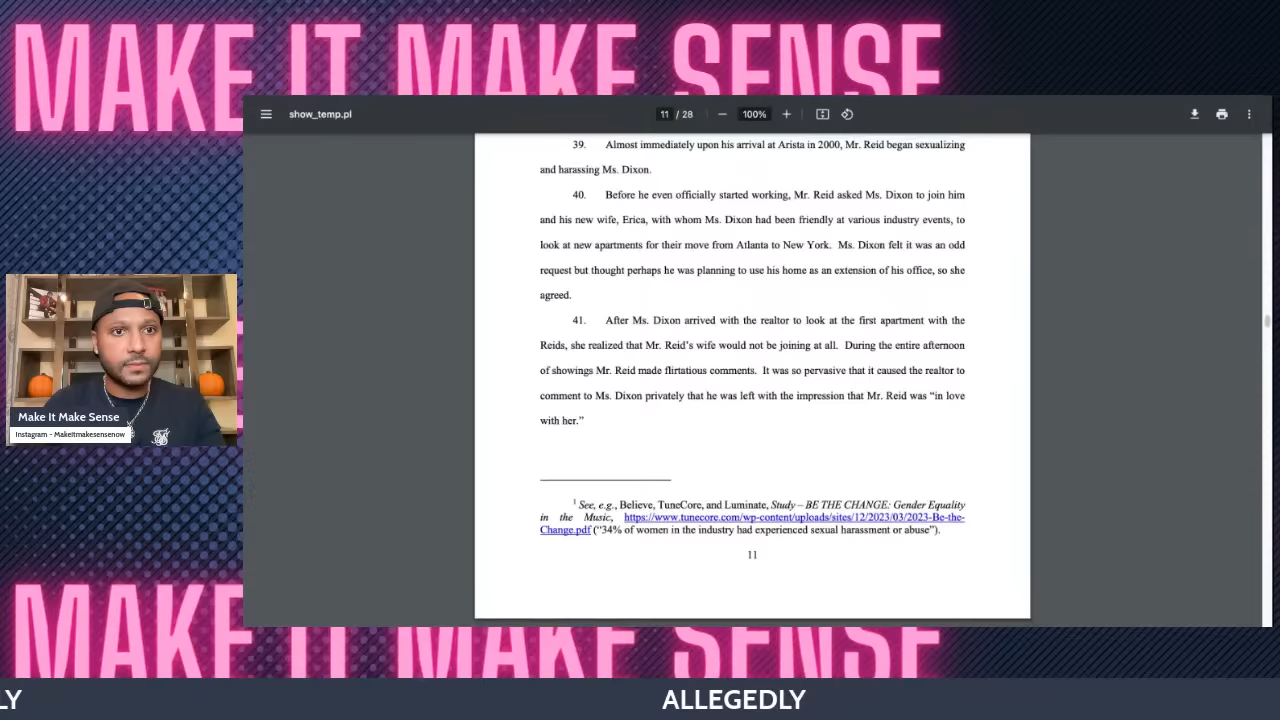 MAKE IT MAKE SENSE
show_temp.pl
11 / 28
100%
39. Almost immediately upon his arrival at Arista in 2000, Mr. Reid began sexualizing
and harassing Ms. Dixon.
40. Before he even officially started working, Mr. Reid asked Ms. Dixon to join him
and his new wife, Erica, with whom Ms. Dixon had been friendly at various industry events, to
look at new apartments for their move from Atlanta to New York. Ms. Dixon felt it was an odd
request but thought perhaps he was planning to use his home as an extension of his office, so she
agreed.
41. After Ms. Dixon arrived with the realtor to look at the first apartment with the
Reids, she realized that Mr. Reid's wife would not be joining at all. During the entire afternoon
of showings Mr. Reid made flirtatious comments. It was so pervasive that it caused the realtor to
comment to Ms. Dixon privately that he was left with the impression that Mr. Reid was “in love
with her.”
1 See, e.g., Believe, TuneCore, and Luminate, Study – BE THE CHANGE: Gender Equality
in the Music, https://www.tunecore.com/wp-content/uploads/sites/12/2023/03/2023-Be-the-
Change.pdf (“34% of women in the industry had experienced sexual harassment or abuse”).
11
Make It Make Sense
Instagram - Makeitmakesensenow
MAKE IT MAKE SENSE
LY
ALLEGEDLY